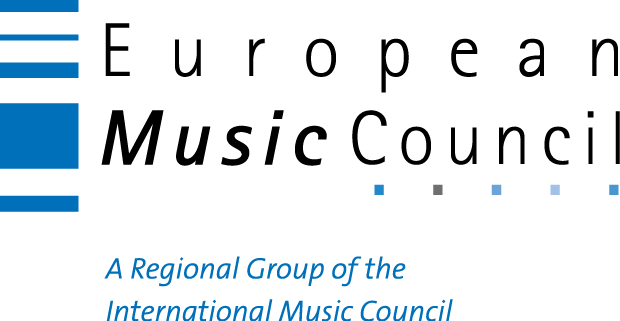 European
Music Council
A Regional Group of the
International Music Council